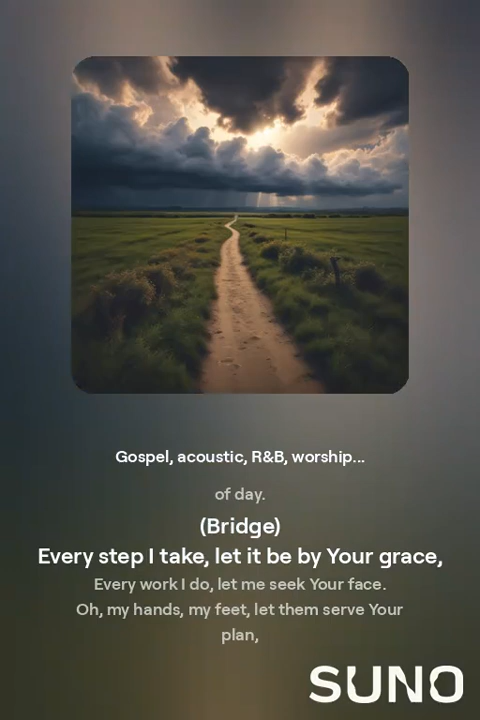 Gospel, acoustic, R&B, worship...
of day.
(Bridge)
Every step I take, let it be by Your grace,
Every work I do, let me seek Your face.
Oh, my hands, my feet, let them serve Your
plan,
SUNO